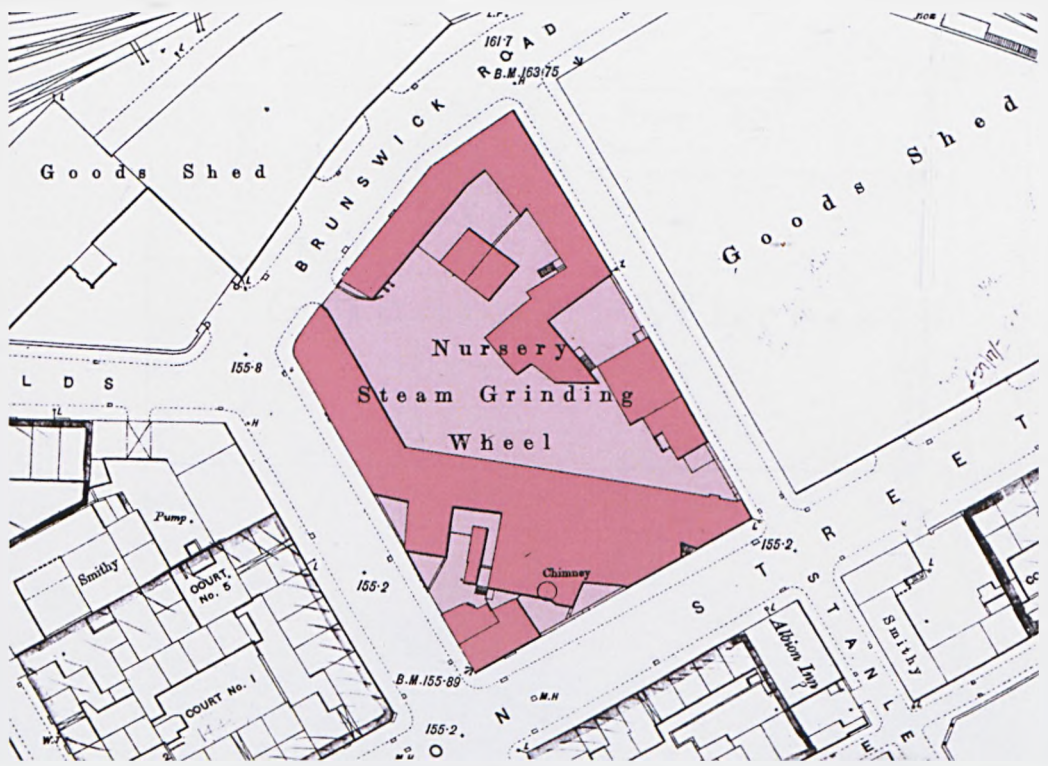 L.P.
161·7
ROAD
B.M.163·75
H
BRUNSWICK
Goods Shed
Goods Shed
L
L
L
155·8
LDS
L
H
Nursery
Steam Grinding
Wheel
Pump
Smithy
COURT
No. 5
155·2
Chimney
155·2
STREET
STANLEY
Smithy
Albion Inn
COURT No. 1
B.M.155·89
M.H
N
155·2
O
W.T
M.H